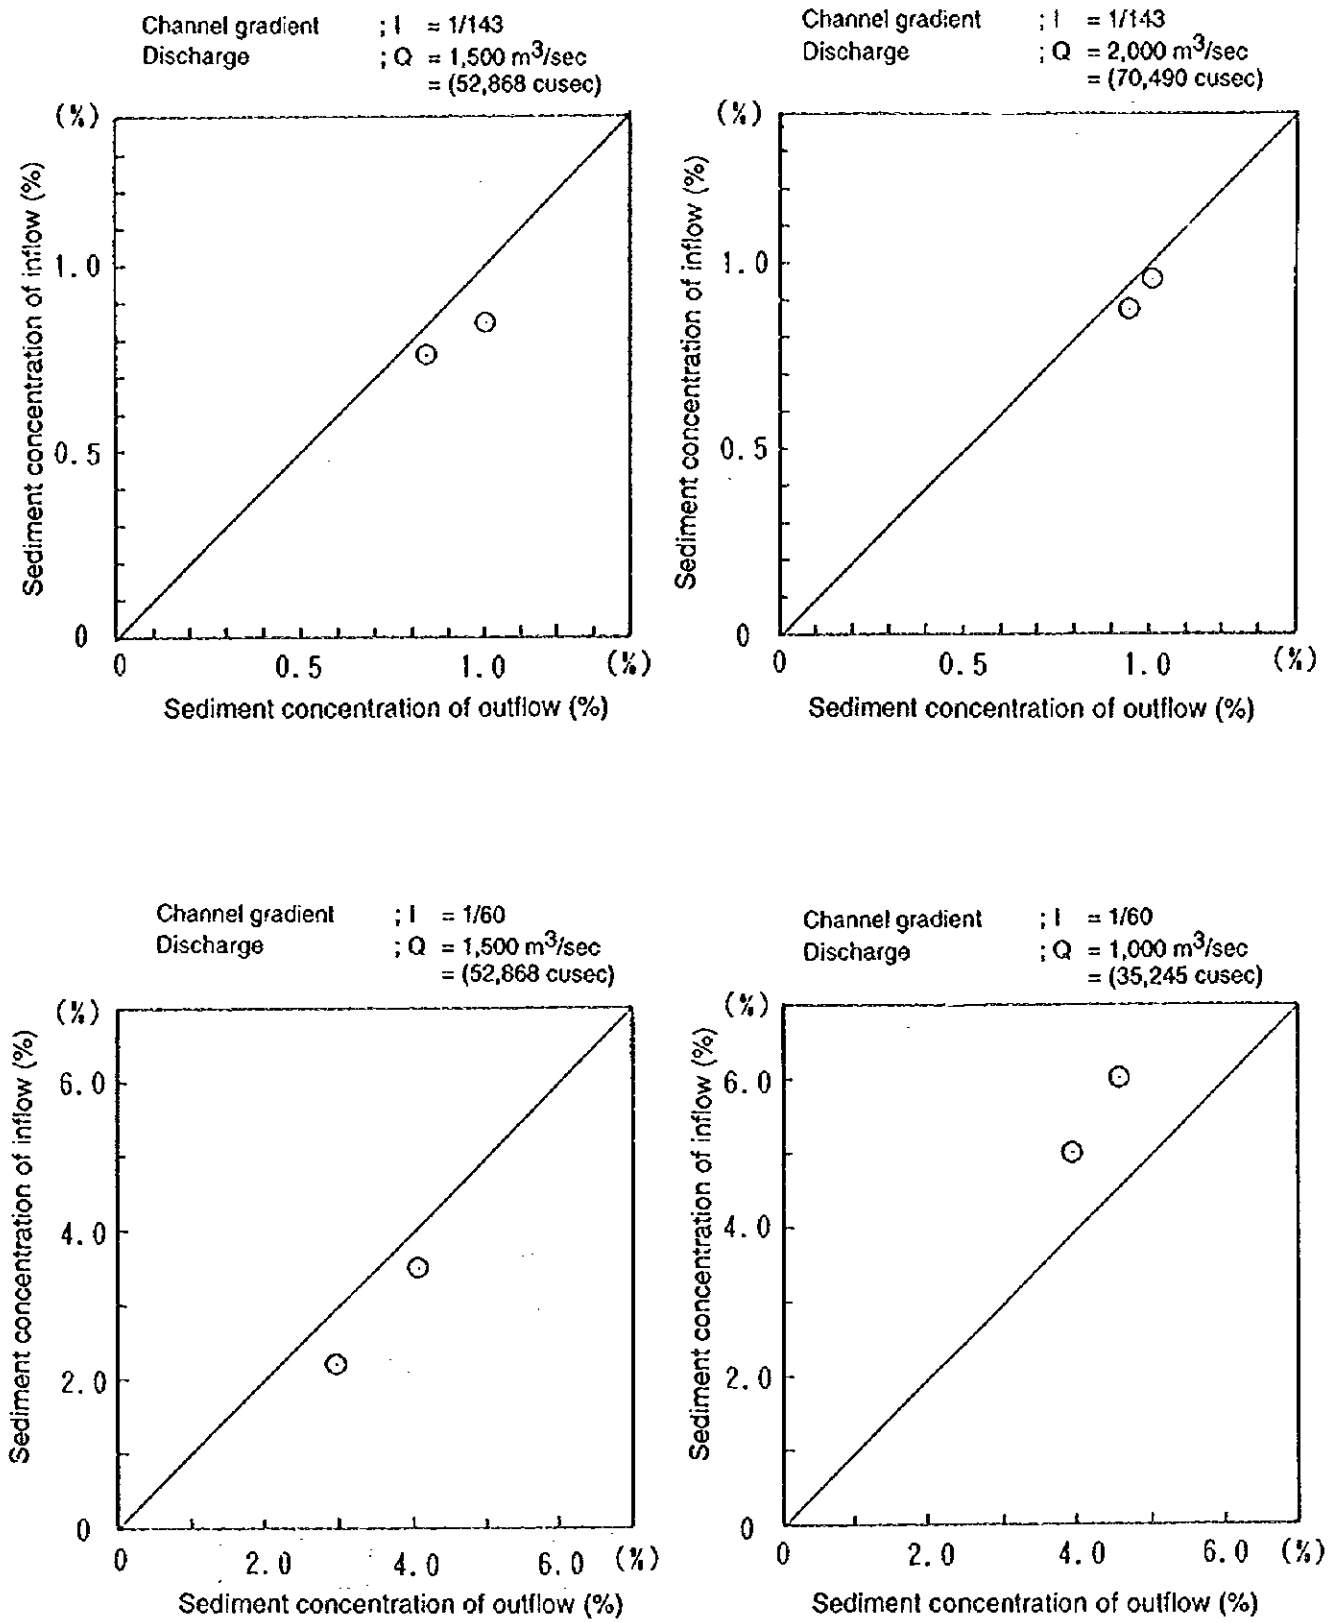 Channel gradient ; I = 1/143
Discharge ; Q = 1,500 m³/sec
= (52,868 cusec)
(%)
Sediment concentration of inflow (%)
1.0
0.5
0
0 0.5 1.0 (%)
Sediment concentration of outflow (%)
Channel gradient ; I = 1/143
Discharge ; Q = 2,000 m³/sec
= (70,490 cusec)
(%)
Sediment concentration of inflow (%)
1.0
0.5
0
0 0.5 1.0 (%)
Sediment concentration of outflow (%)
Channel gradient ; I = 1/60
Discharge ; Q = 1,500 m³/sec
= (52,868 cusec)
(%)
Sediment concentration of inflow (%)
6.0
4.0
2.0
0
0 2.0 4.0 6.0 (%)
Sediment concentration of outflow (%)
Channel gradient ; I = 1/60
Discharge ; Q = 1,000 m³/sec
= (35,245 cusec)
(%)
Sediment concentration of inflow (%)
6.0
4.0
2.0
0
0 2.0 4.0 6.0 (%)
Sediment concentration of outflow (%)